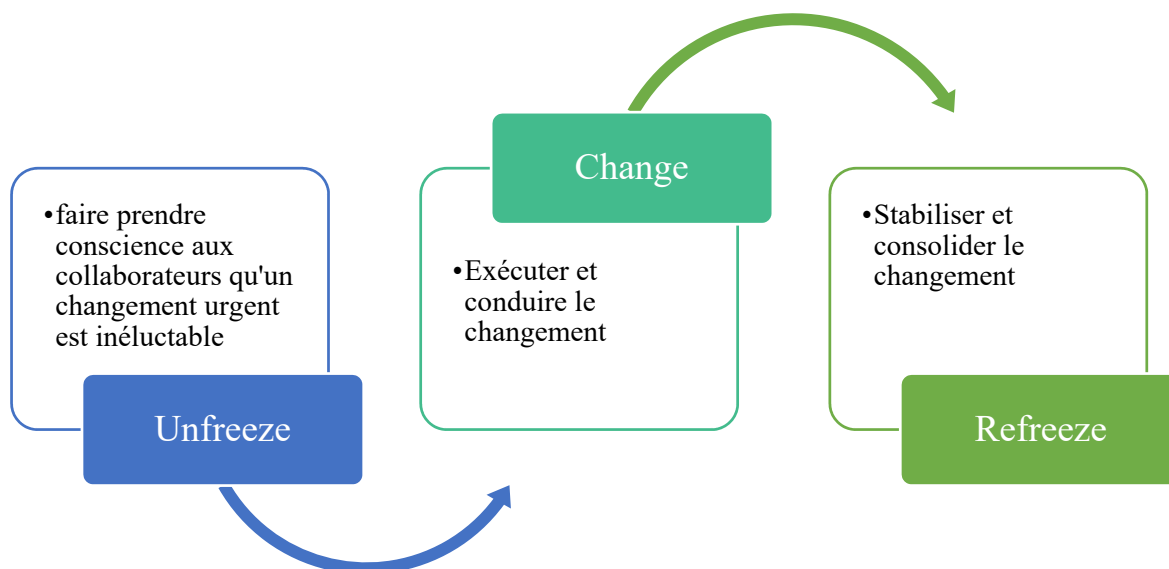 •faire prendre
conscience aux
collaborateurs qu'un
changement urgent
est inéluctable
Unfreeze
Change
•Exécuter et
conduire le
changement
•Stabiliser et
consolider le
changement
Refreeze